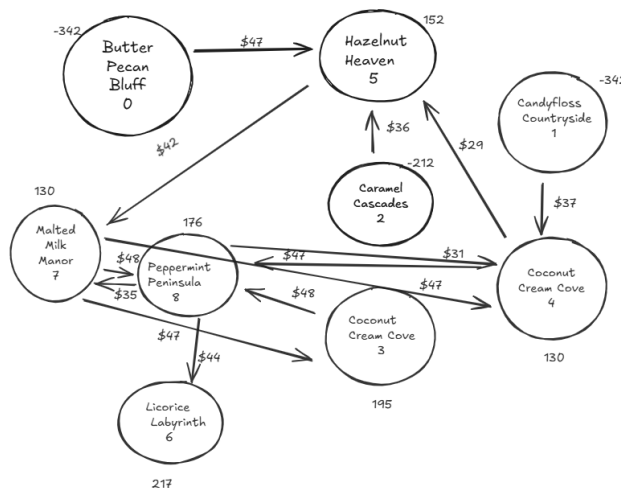 -342
Butter
Pecan
Bluff
0
$47
152
Hazelnut
Heaven
5
-342
Candyfloss
Countryside
1
$42
$36
$29
-212
Caramel
Cascades
2
$37
130
Malted
Milk
Manor
7
176
Peppermint
Peninsula
8
$48
$35
$47
$31
$47
Coconut
Cream Cove
4
130
$48
$47
Coconut
Cream Cove
3
195
$44
Licorice
Labyrinth
6
217